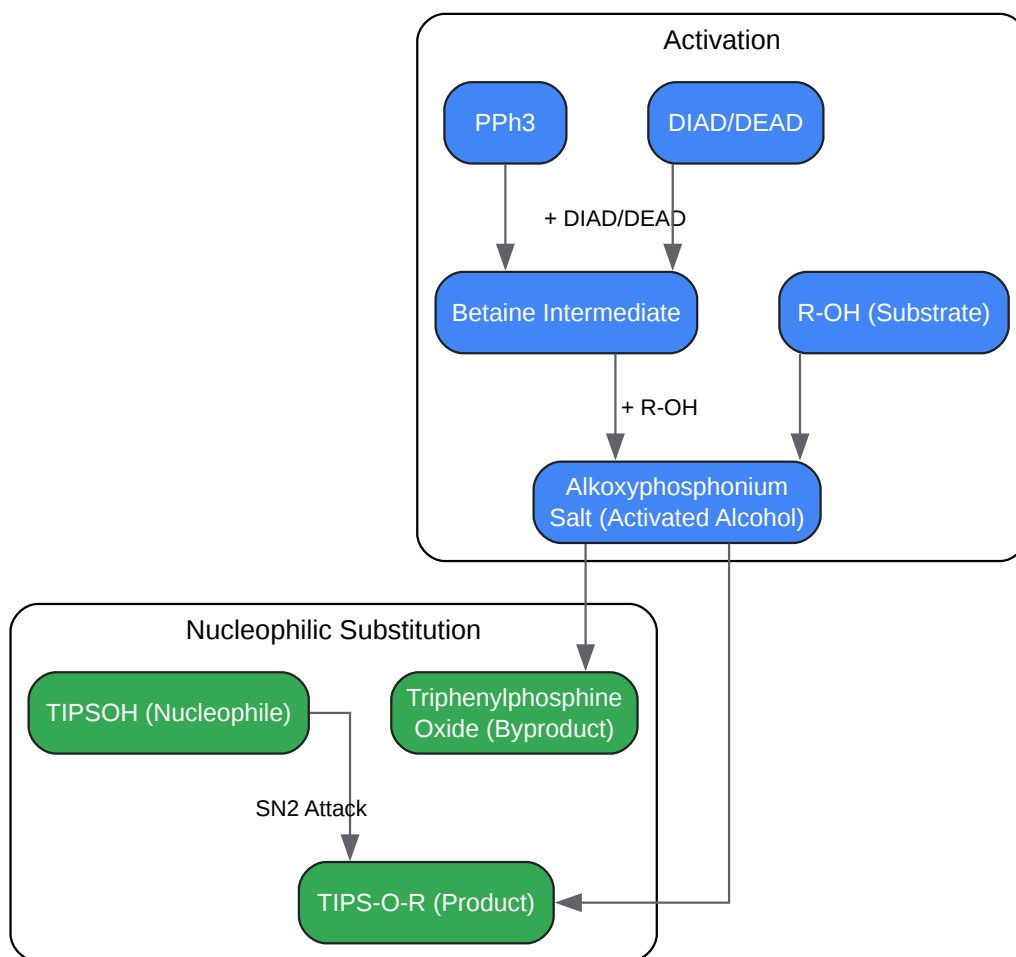 Activation
PPh3
DIAD/DEAD
+ DIAD/DEAD
Betaine Intermediate
R-OH (Substrate)
+ R-OH
Alkoxyphosphonium
Salt (Activated Alcohol)
Nucleophilic Substitution
TIPSOH (Nucleophile)
Triphenylphosphine
Oxide (Byproduct)
SN2 Attack
TIPS-O-R (Product)